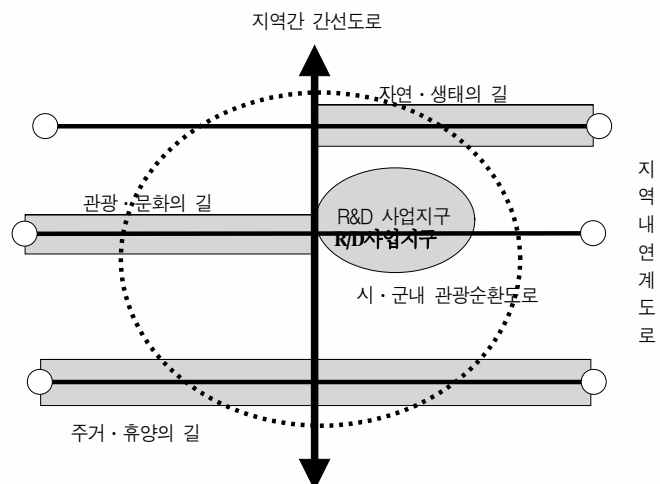 지역간 간선도로
자연·생태의 길
관광·문화의 길
R&D 사업지구
R/D사업지구
시·군내 관광순환도로
주거·휴양의 길
지
역
내
연
계
도
로